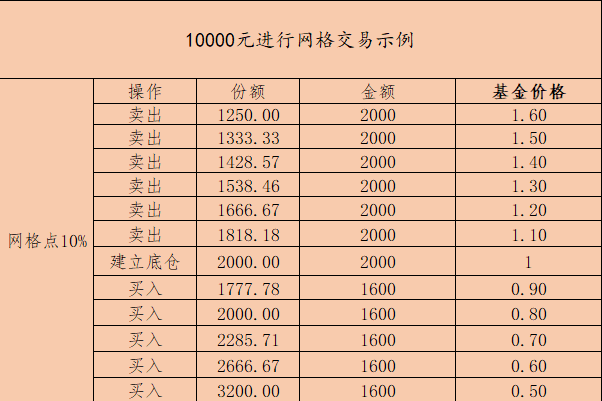 10000元进行网格交易示例
操作 份额 金额 基金价格
卖出 1250.00 2000 1.60
卖出 1333.33 2000 1.50
卖出 1428.57 2000 1.40
卖出 1538.46 2000 1.30
卖出 1666.67 2000 1.20
卖出 1818.18 2000 1.10
网格点10%
建立底仓 2000.00 2000 1
买入 1777.78 1600 0.90
买入 2000.00 1600 0.80
买入 2285.71 1600 0.70
买入 2666.67 1600 0.60
买入 3200.00 1600 0.50